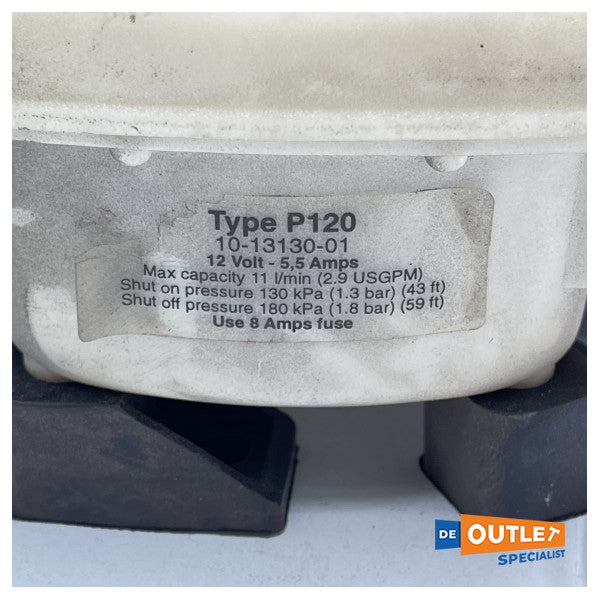 Type P120
10-13130-01
12 Volt - 5,5 Amps
Max capacity 11 l/min (2.9 USGPM)
Shut on pressure 130 kPa (1.3 bar) (43 ft)
Shut off pressure 180 kPa (1.8 bar) (59 ft)
Use 8 Amps fuse
DE OUTLET
SPECIALIST